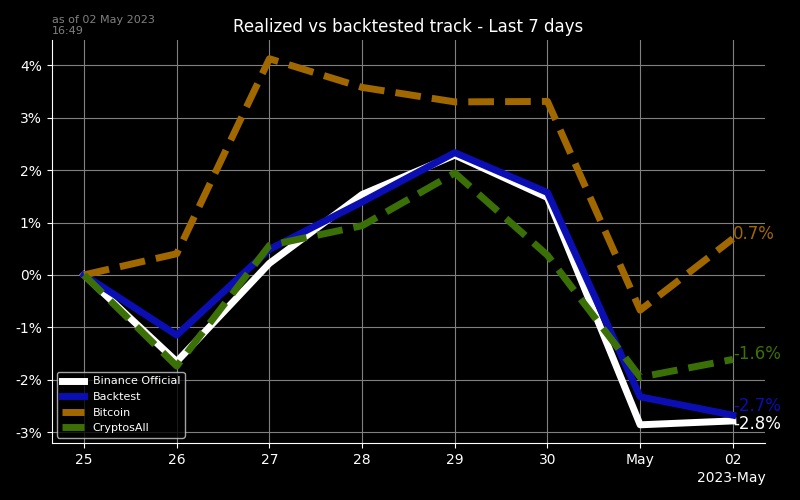 as of 02 May 2023
16:49
Realized vs backtested track - Last 7 days
4%
3%
2%
1%
0%
-1%
-2%
-3%
0.7%
-1.6%
-2.7%
-2.8%
Binance Official
Backtest
Bitcoin
CryptosAll
25 26 27 28 29 30 May 02
2023-May